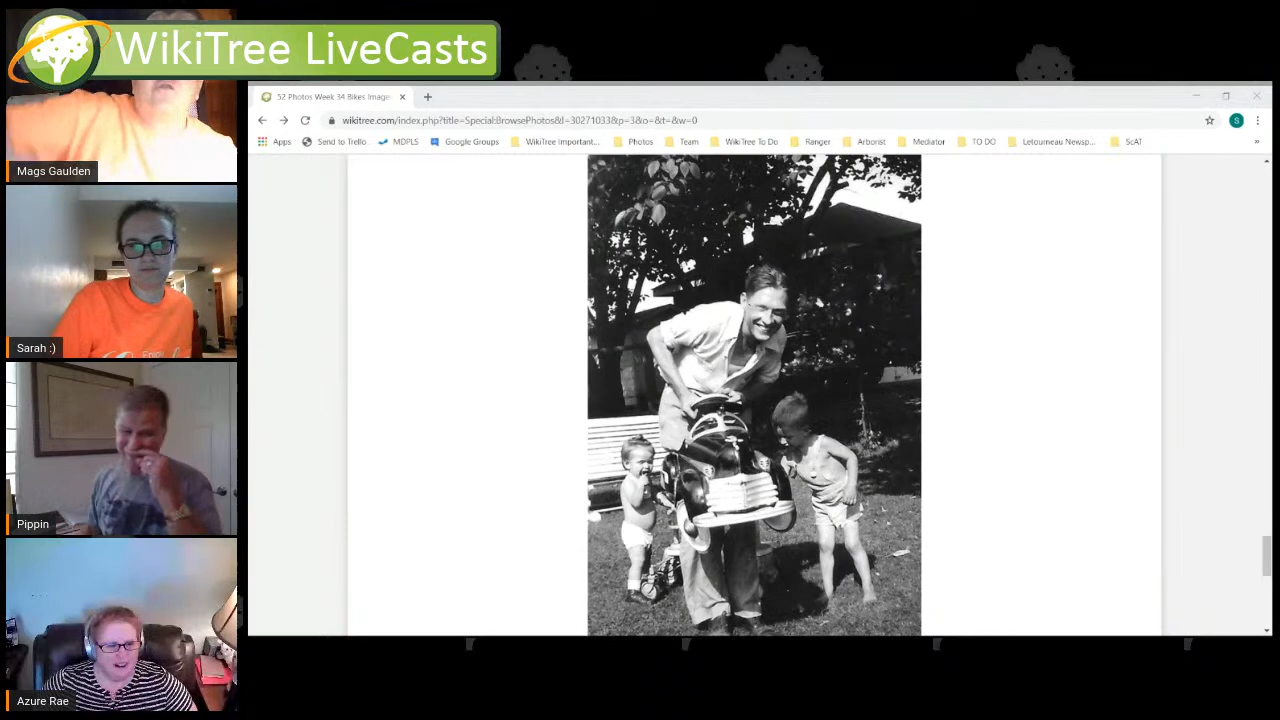 WikiTree LiveCasts
Mags Gaulden
Sarah :)
Enjoy
Pippin
Azure Rae
52 Photos Week 34 Bikes Image
wikitree.com/index.php?title=Special:BrowsePhotos&l=30271033&p=3&o=&t=&w=0
S
Apps Send to Trello MDPLS Google Groups WikiTree Important... Photos Team WikiTree To Do Ranger Arborist Mediator TO DO Letourneau Newsp... ScAT »